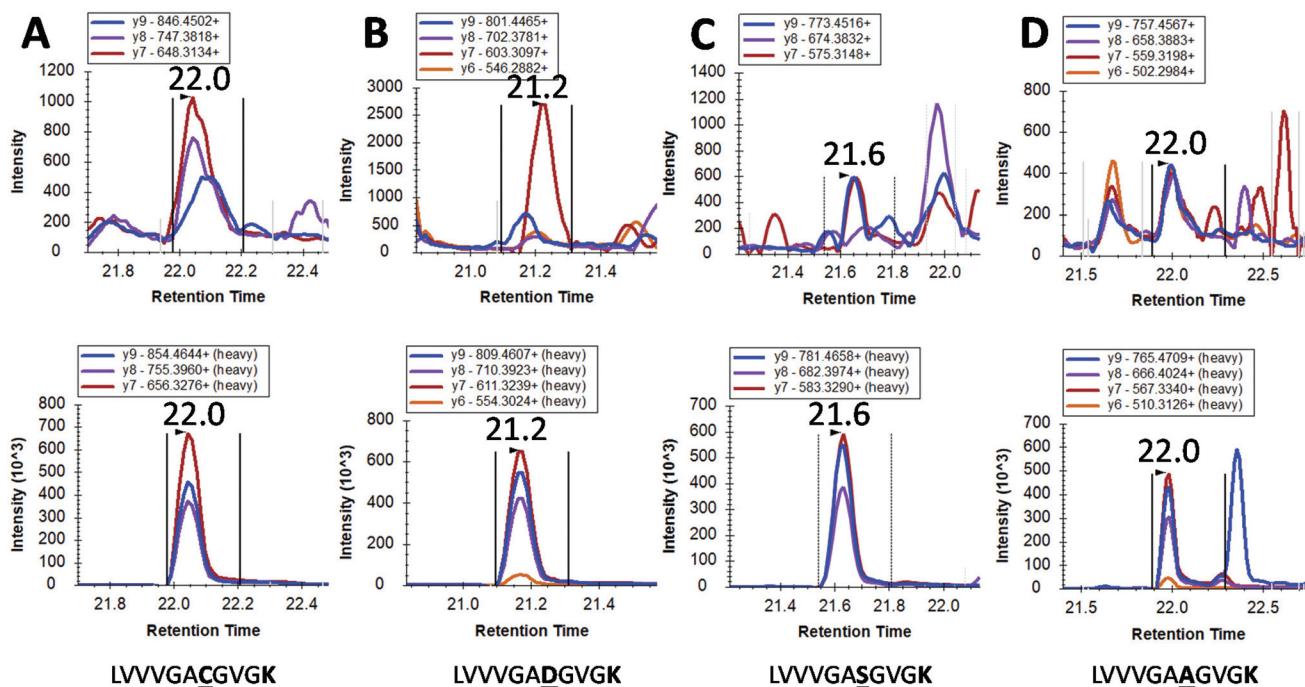 A
y9 - 846.4502+
y8 - 747.3818+
y7 - 648.3134+
22.0
Intensity
1200
1000
800
600
400
200
0
21.8 22.0 22.2 22.4
Retention Time
B
y9 - 801.4465+
y8 - 702.3781+
y7 - 603.3097+
y6 - 546.2882+
21.2
Intensity
3000
2500
2000
1500
1000
500
0
21.0 21.2 21.4
Retention Time
C
y9 - 773.4516+
y8 - 674.3832+
y7 - 575.3148+
21.6
Intensity
1400
1200
1000
800
600
400
200
0
21.4 21.6 21.8 22.0
Retention Time
D
y9 - 757.4567+
y8 - 658.3883+
y7 - 559.3198+
y6 - 502.2984+
22.0
Intensity
800
600
400
200
0
21.5 22.0 22.5
Retention Time
y9 - 854.4644+ (heavy)
y8 - 755.3960+ (heavy)
y7 - 656.3276+ (heavy)
22.0
Intensity (10^3)
800
700
600
500
400
300
200
100
0
21.8 22.0 22.2 22.4
Retention Time
LVVVGACGVGK
y9 - 809.4607+ (heavy)
y8 - 710.3923+ (heavy)
y7 - 611.3239+ (heavy)
y6 - 554.3024+ (heavy)
21.2
Intensity (10^3)
800
600
400
200
0
21.0 21.2 21.4
Retention Time
LVVVGADGVGK
y9 - 781.4658+ (heavy)
y8 - 682.3974+ (heavy)
y7 - 583.3290+ (heavy)
21.6
Intensity (10^3)
700
600
500
400
300
200
100
0
21.4 21.6 21.8 22.0
Retention Time
LVVVGASGVGK
y9 - 765.4709+ (heavy)
y8 - 666.4024+ (heavy)
y7 - 567.3340+ (heavy)
y6 - 510.3126+ (heavy)
22.0
Intensity (10^3)
800
700
600
500
400
300
200
100
0
21.5 22.0 22.5
Retention Time
LVVVGAAGVGK